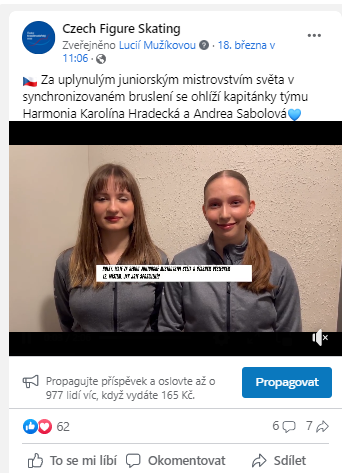 Czech Figure Skating
Zveřejněno Lucií Mužíkovou · 18. března v
11:06 ·
Za uplynulým juniorským mistrovstvím světa v
synchronizovaném bruslení se ohlíží kapitánky týmu
Harmonia Karolína Hradecká a Andrea Sabolová
Propagujte příspěvek a oslovte až o
977 lidí víc, když vydáte 165 Kč.
Propagovat
62
6
7
To se mi líbí
Okomentovat
Sdílet